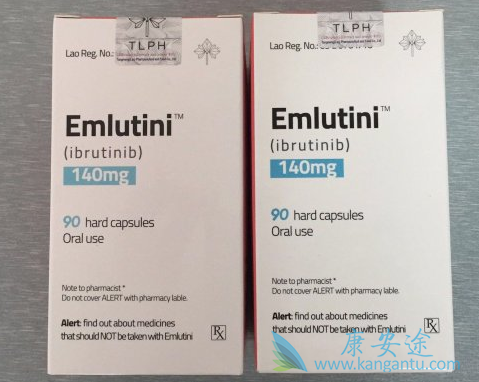 Lao Reg. No.:
TLPH
Emlutini™
(ibrutinib)
140mg
90 hard capsules
Oral use
Note to pharmacist *
Do not cover ALERT with pharmacy lable.
Alert: find out about medicines
that should NOT be taken with Emlutini
Rx
Lao Reg. No.:
TLPH
Emlutini™
(ibrutinib)
140mg
90 hard capsules
Oral use
Note to pharmacist *
Do not cover ALERT with pharmacy lable.
Alert: find out about medicines
that should NOT be taken with Emlutini
Rx
康安途
www.kangantu.com